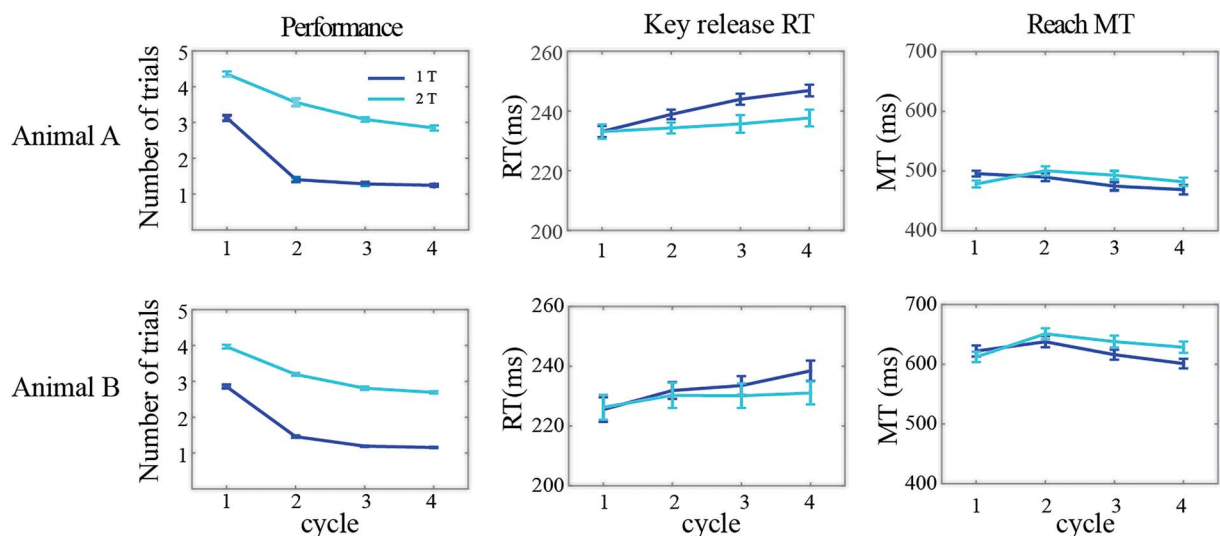 Performance
Key release RT
Reach MT
Animal A
Number of trials
5
4
3
2
1
1 T
2 T
1 2 3 4
RT(ms)
260
240
220
200
1 2 3 4
MT (ms)
700
600
500
400
1 2 3 4
Animal B
Number of trials
5
4
3
2
1
1 2 3 4
cycle
RT(ms)
260
240
220
200
1 2 3 4
cycle
MT (ms)
700
600
500
400
1 2 3 4
cycle